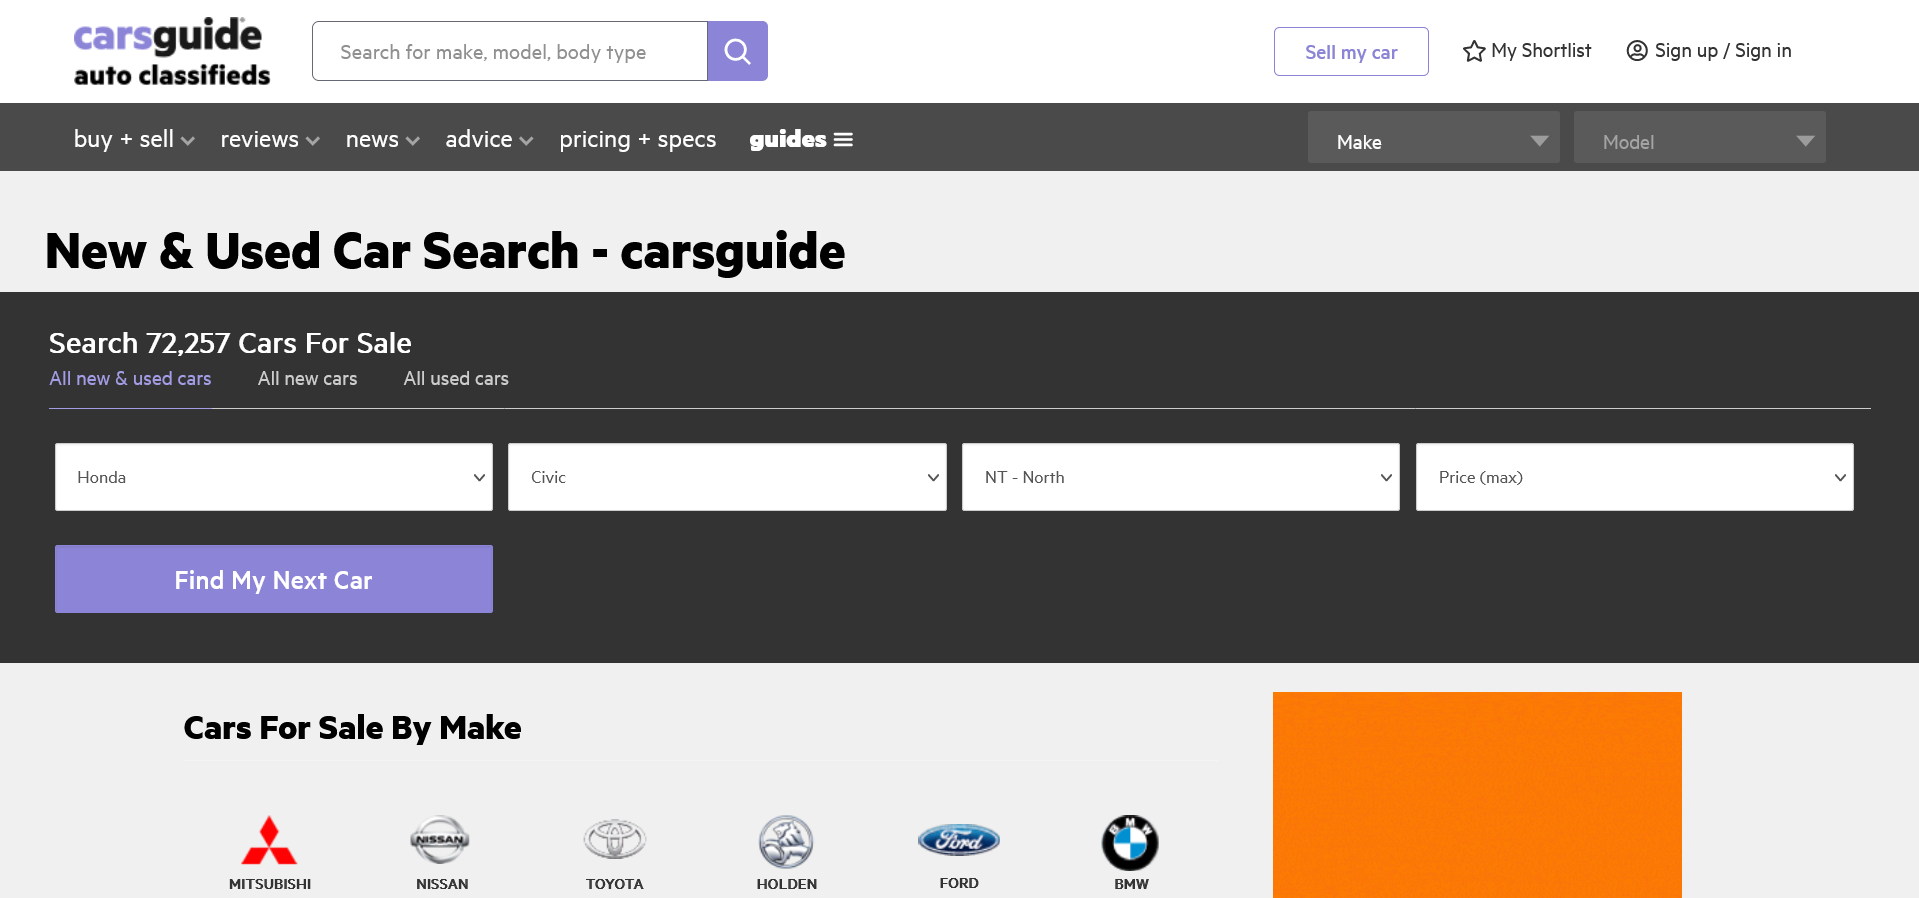 carsguide
auto classifieds
Search for make, model, body type
Sell my car
My Shortlist
Sign up / Sign in
buy + sell
reviews
news
advice
pricing + specs
guides
Make
Model
New & Used Car Search - carsguide
Search 72,257 Cars For Sale
All new & used cars
All new cars
All used cars
Honda
Civic
NT - North
Price (max)
Find My Next Car
Cars For Sale By Make
NISSAN
Ford
BMW
MITSUBISHI
NISSAN
TOYOTA
HOLDEN
FORD
BMW